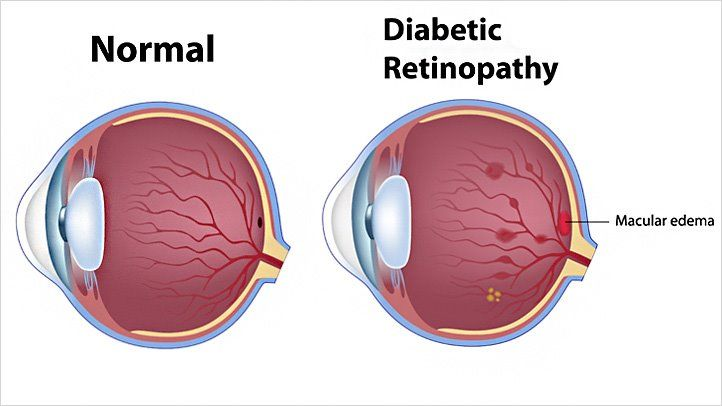 Normal
Diabetic
Retinopathy
Macular edema